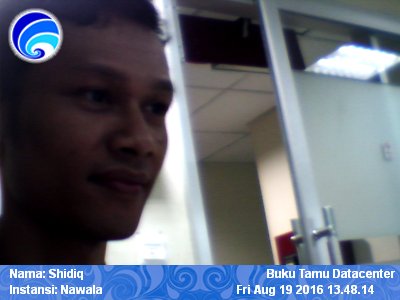 Nama: Shidiq
Buku Tamu Datacenter
Instansi: Nawala
Fri Aug 19 2016 13.48.14